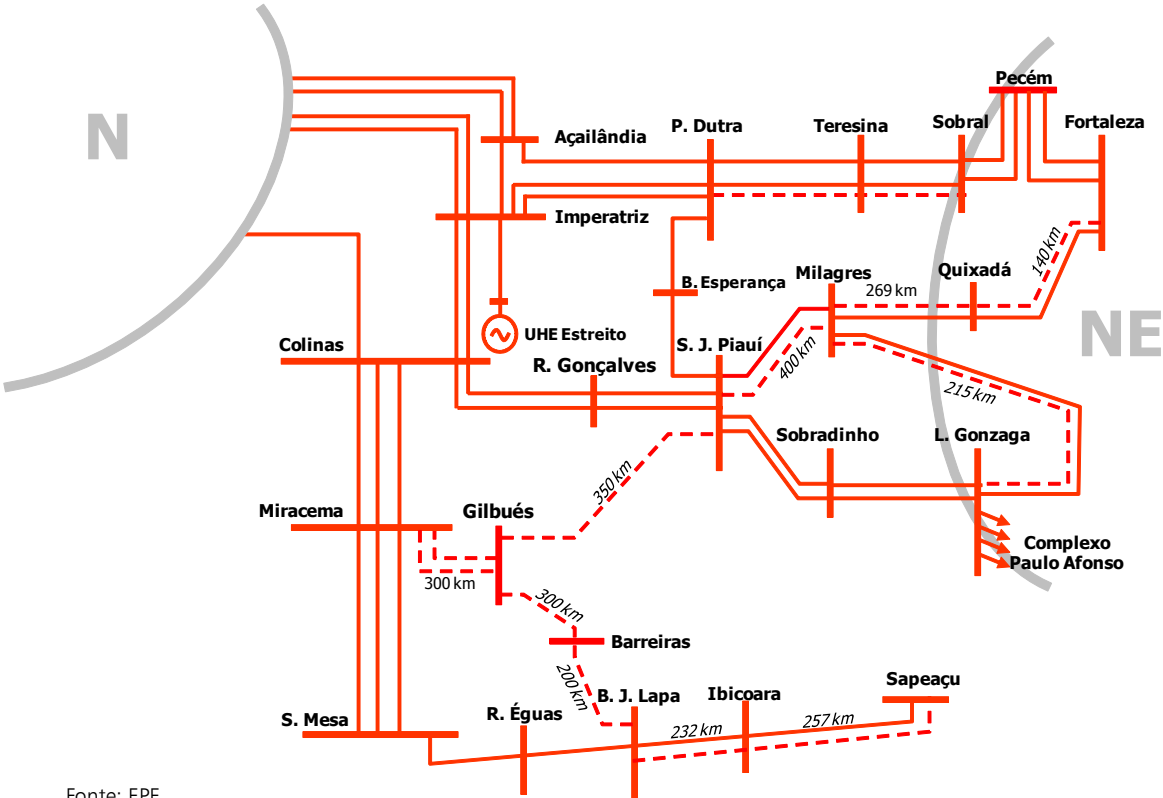 Pecém
N
P. Dutra
Teresina
Sobral
Fortaleza
Açailândia
Imperatriz
140 km
B. Esperança
Milagres
Quixadá
269 km
UHE Estreito
NE
Colinas
S. J. Piauí
400 km
R. Gonçalves
215 km
Sobradinho
L. Gonzaga
350 km
Miracema
Gilbués
Complexo
Paulo Afonso
300 km
300 km
Barreiras
200 km
B. J. Lapa
Ibicoara
Sapeaçu
S. Mesa
R. Éguas
232 km
257 km
Fonte: EPE